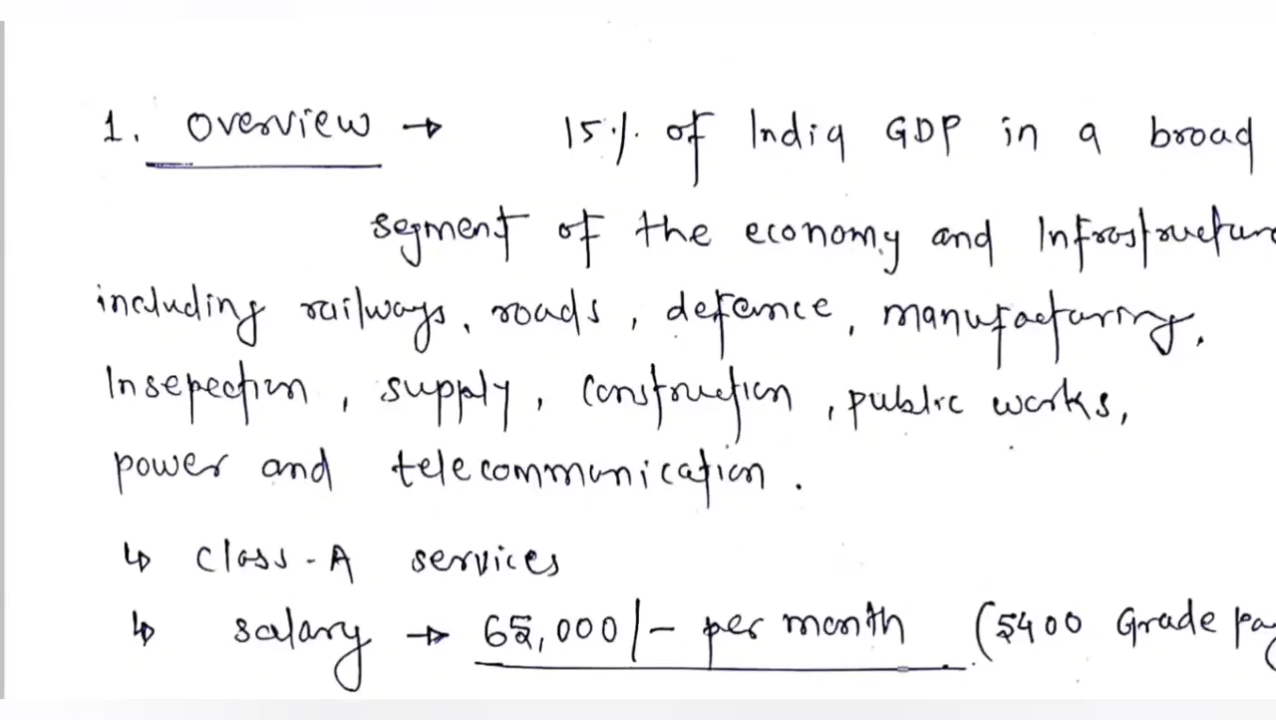 1. Overview → 15% of India GDP in a broad
segment of the economy and Infrastructure
including railways, roads, defence, manufacturing,
Insepection, supply, construction, public works,
power and telecommunication.
↳ Class-A services
↳ salary → 65,000/- per month (5400 Grade pa